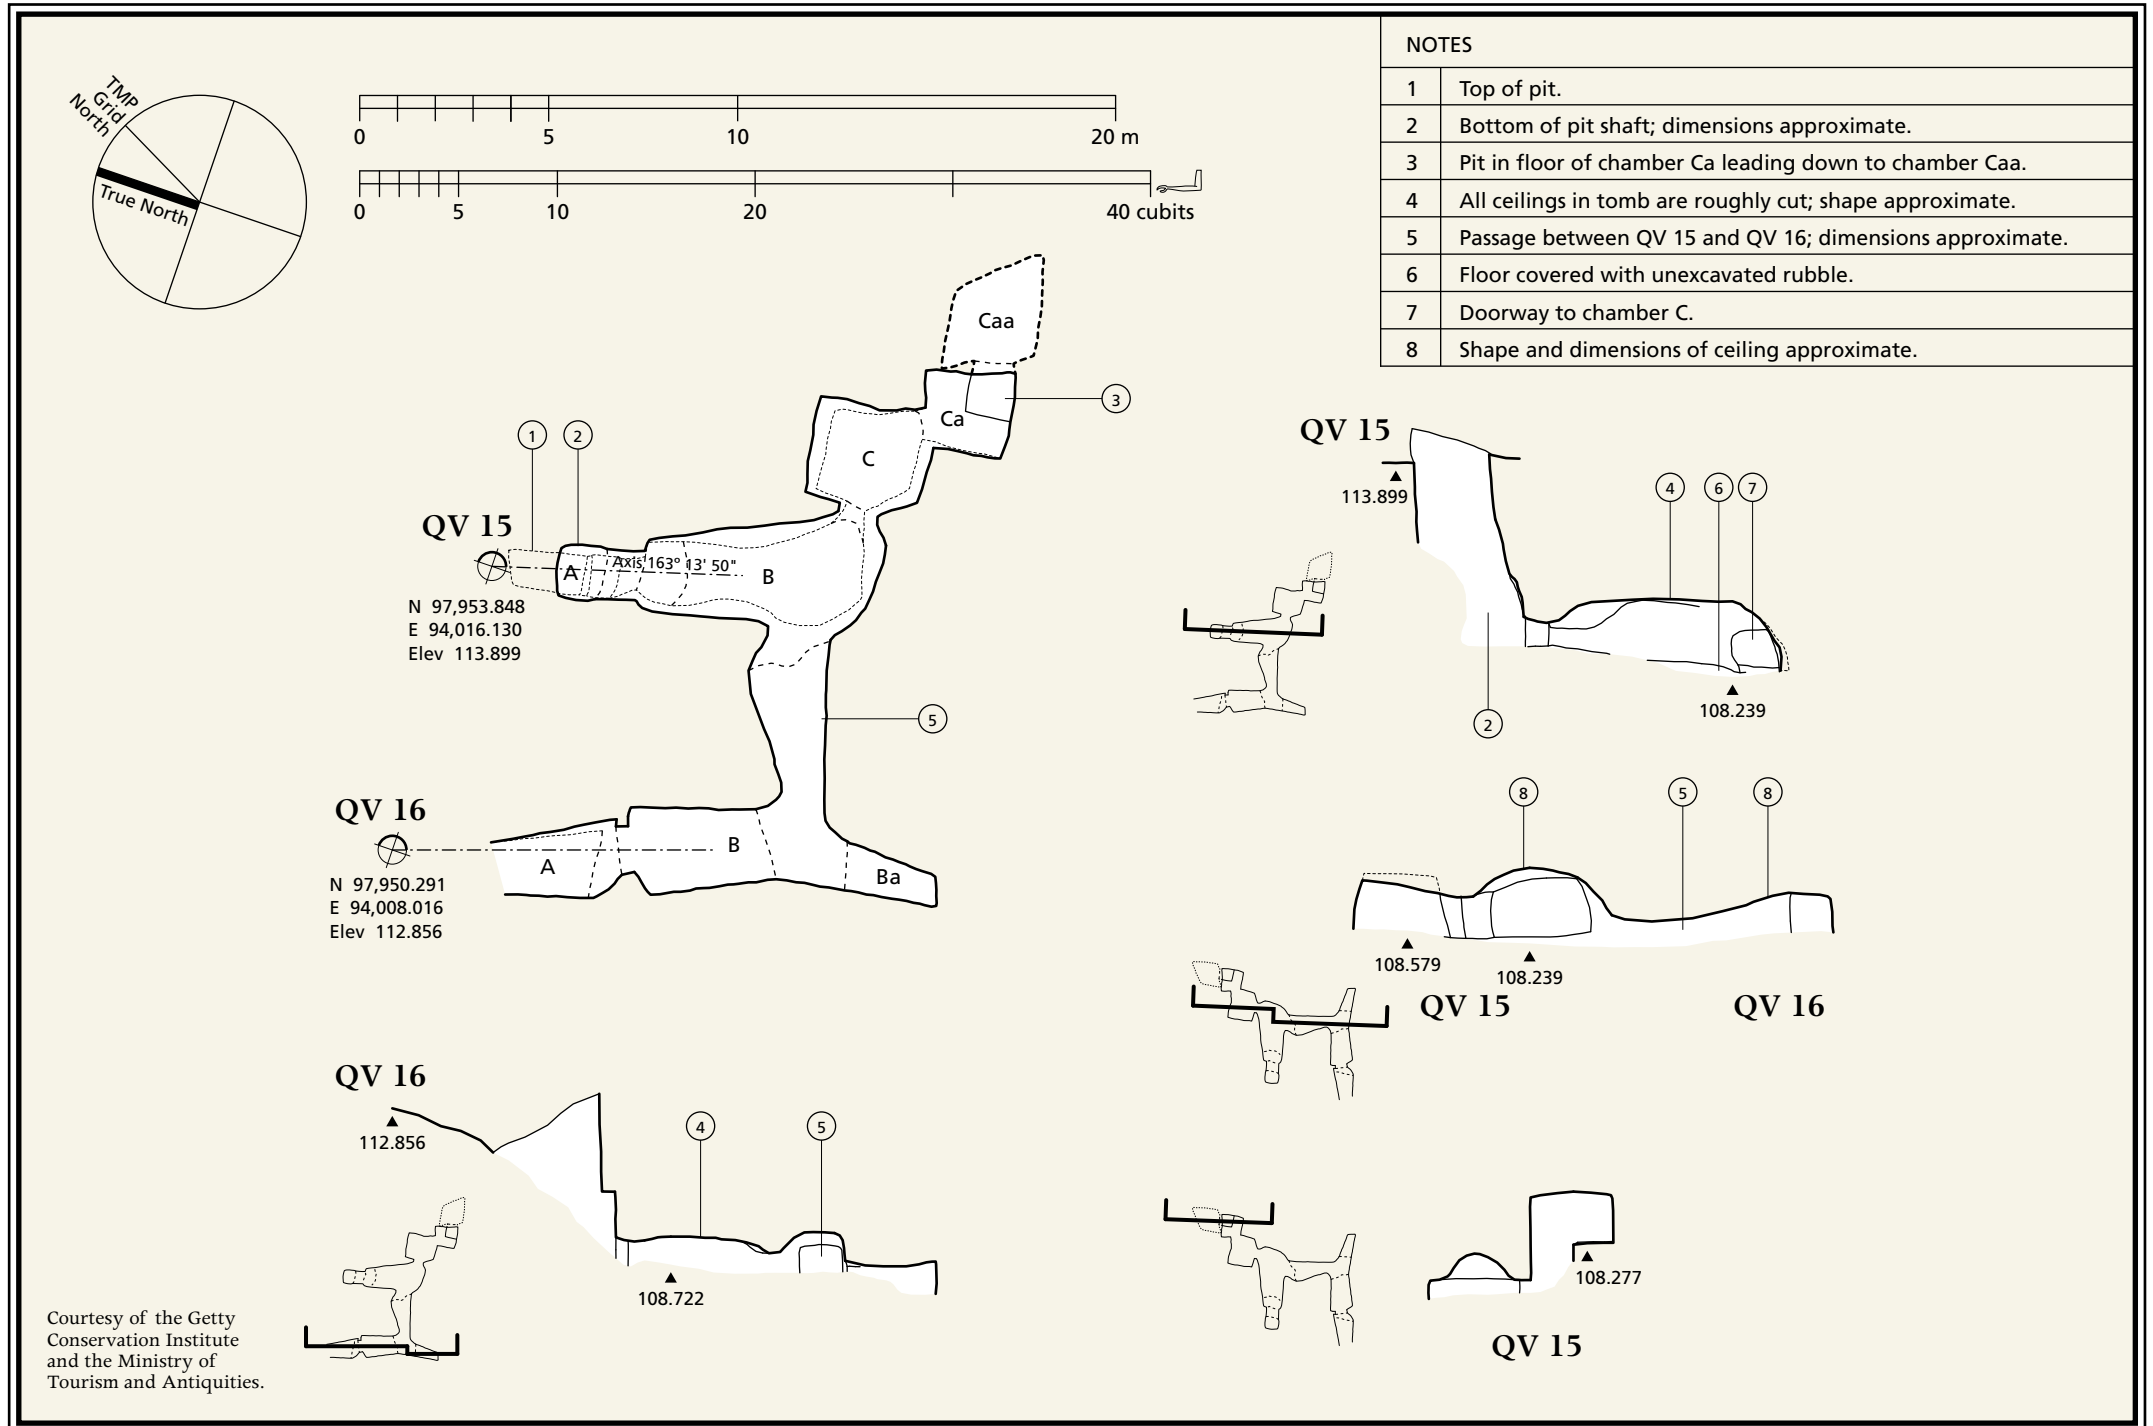 TMP
Grid
North
True North
0 5 10 20 m
0 5 10 20 40 cubits
NOTES
1 Top of pit.
2 Bottom of pit shaft; dimensions approximate.
3 Pit in floor of chamber Ca leading down to chamber Caa.
4 All ceilings in tomb are roughly cut; shape approximate.
5 Passage between QV 15 and QV 16; dimensions approximate.
6 Floor covered with unexcavated rubble.
7 Doorway to chamber C.
8 Shape and dimensions of ceiling approximate.
Caa
3
Ca
C
1 2
QV 15
A
Axis 163º 13' 50"
B
N 97,953.848
E 94,016.130
Elev 113.899
5
QV 16
A
B
Ba
N 97,950.291
E 94,008.016
Elev 112.856
QV 15
113.899
4 6 7
108.239
2
8 5 8
108.579
108.239
QV 15 QV 16
QV 16
112.856
4 5
108.722
108.277
QV 15
Courtesy of the Getty
Conservation Institute
and the Ministry of
Tourism and Antiquities.